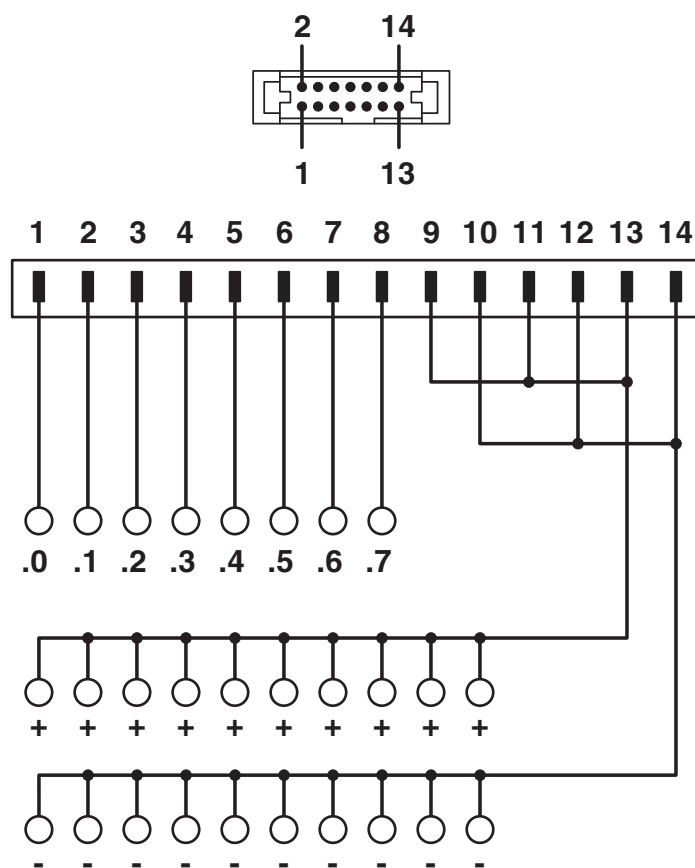 2 14
1 13
1 2 3 4 5 6 7 8 9 10 11 12 13 14
.0 .1 .2 .3 .4 .5 .6 .7
+ + + + + + + + + +
- - - - - - - - - -